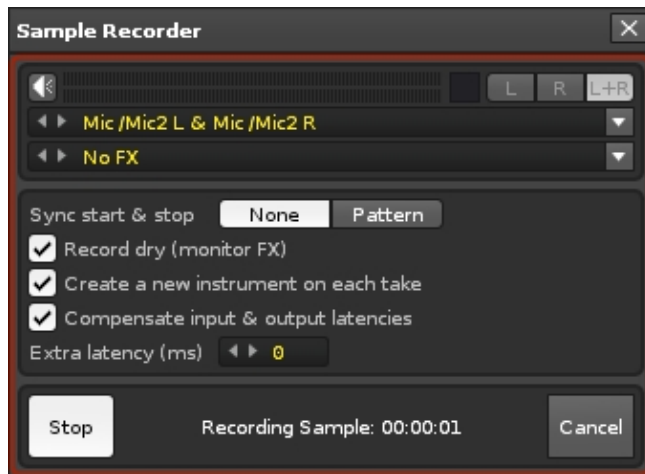 Sample Recorder
L R L+R
Mic /Mic2 L & Mic /Mic2 R
No FX
Sync start & stop None Pattern
Record dry (monitor FX)
Create a new instrument on each take
Compensate input & output latencies
Extra latency (ms) 0
Stop Recording Sample: 00:00:01 Cancel